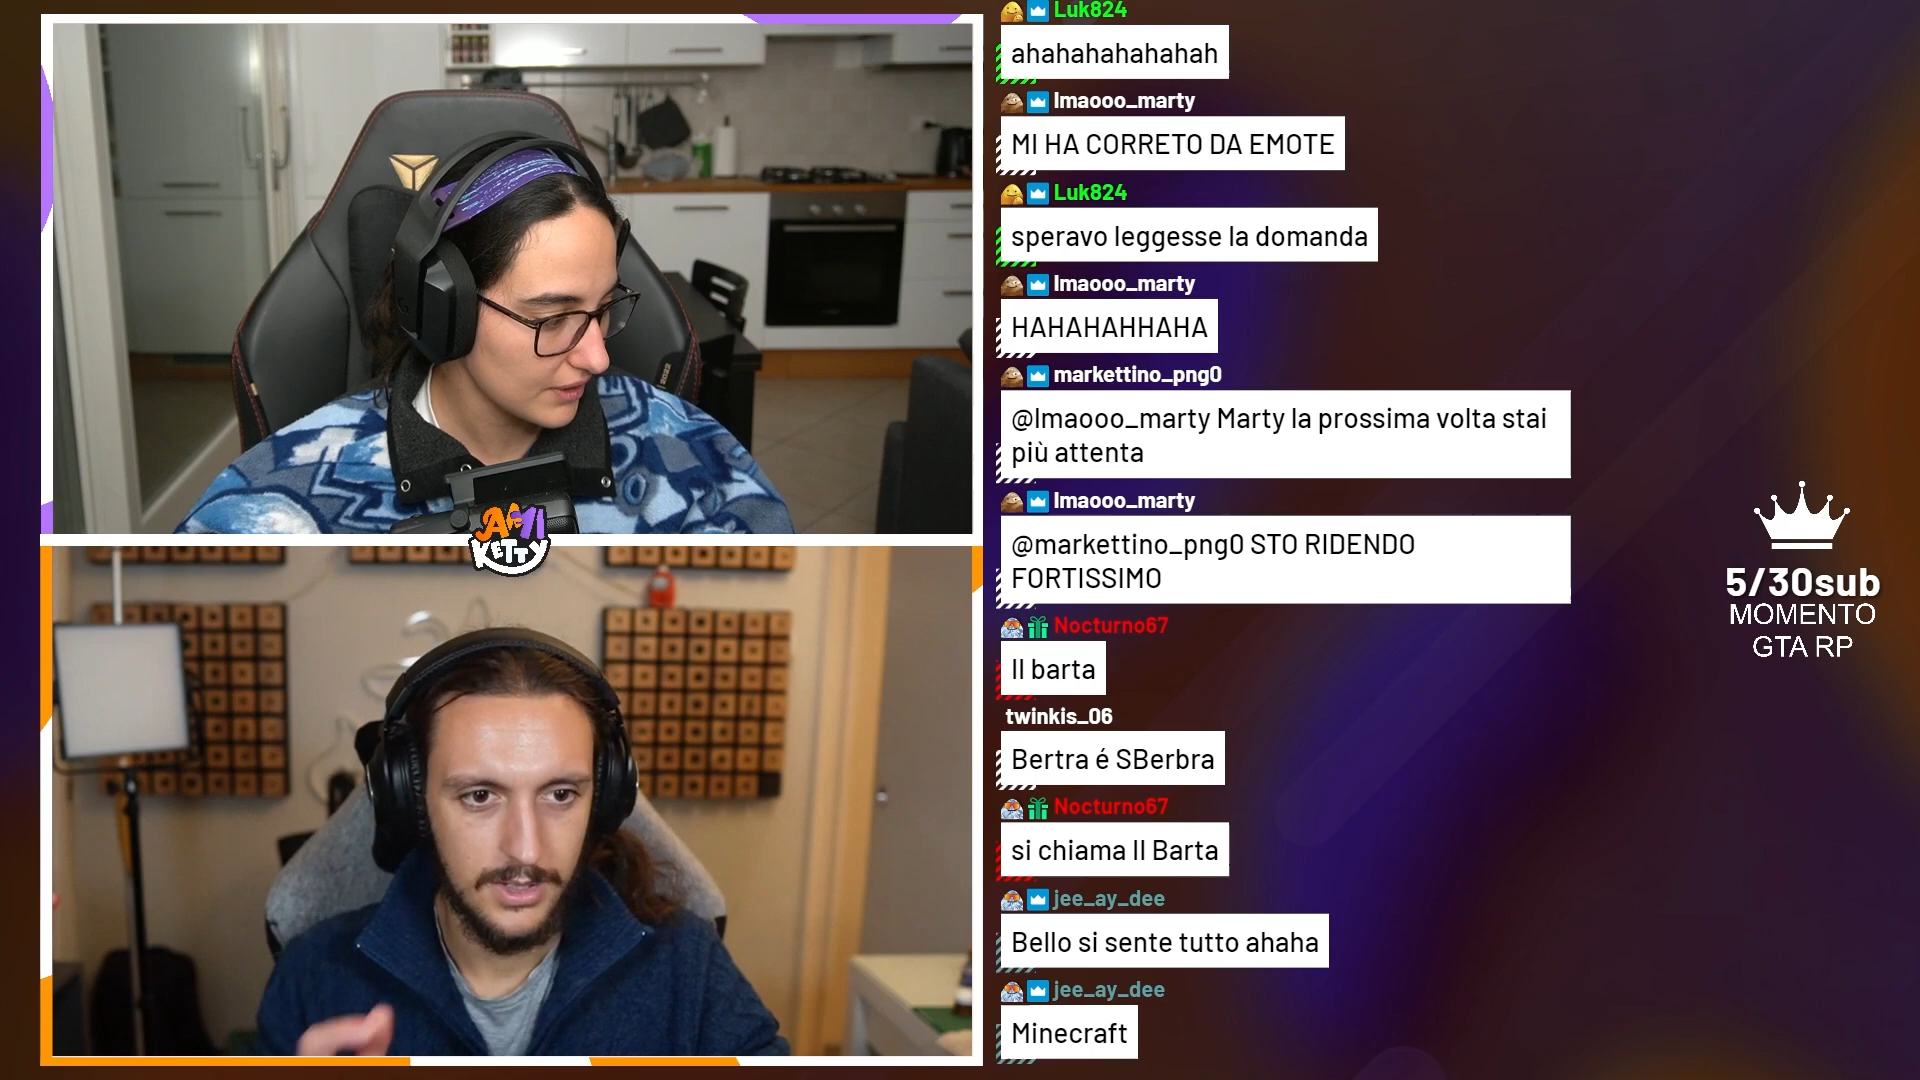 Luk824
ahahahahahahah
lmaooo_marty
MI HA CORRETO DA EMOTE
Luk824
speravo leggesse la domanda
lmaooo_marty
HAHAHAHHAHA
markettino_png0
@lmaooo_marty Marty la prossima volta stai
più attenta
lmaooo_marty
@markettino_png0 STO RIDENDO
FORTISSIMO
Nocturno67
Il barta
twinkis_06
Bertra é SBerbra
Nocturno67
si chiama Il Barta
jee_ay_dee
Bello si sente tutto ahaha
jee_ay_dee
Minecraft
AMI
KETTY
2022
5/30sub
MOMENTO
GTA RP